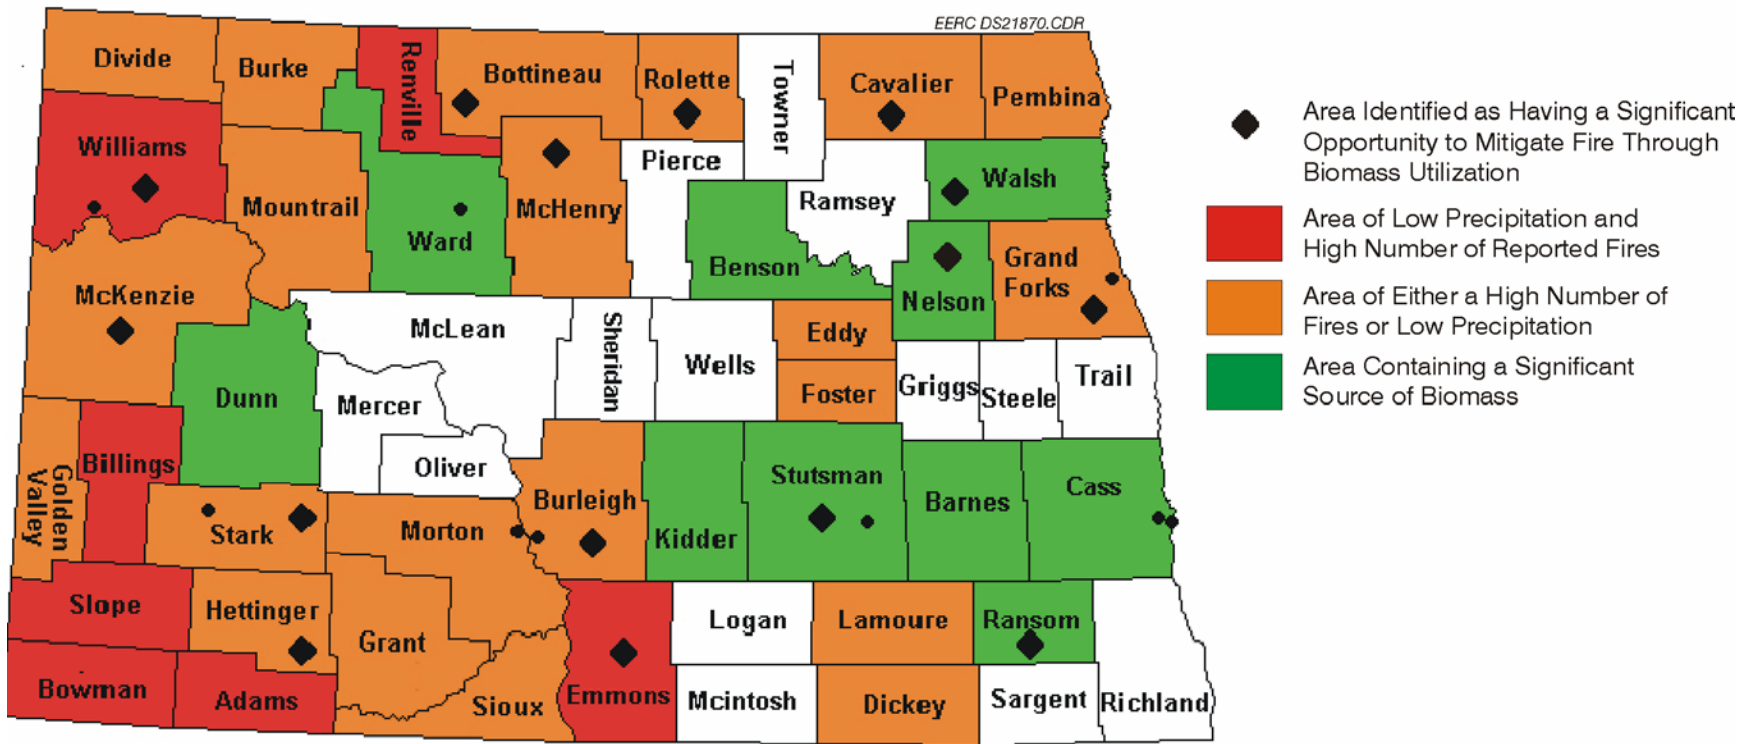 EERC DS21870.CDR
Divide
Burke
Renville
Bottineau
Rolette
Towner
Cavalier
Pembina
Williams
Mountrail
Ward
McHenry
Pierce
Benson
Ramsey
Walsh
Nelson
Grand
Forks
McKenzie
Dunn
McLean
Sheridan
Wells
Eddy
Foster
Griggs
Steele
Trail
Mercer
Oliver
Golden
Valley
Billings
Stark
Morton
Burleigh
Kidder
Stutsman
Barnes
Cass
Slope
Hettinger
Grant
Bowman
Adams
Sioux
Emmons
Logan
Mcintosh
Lamoure
Dickey
Ransom
Sargent
Richland
Area Identified as Having a Significant
Opportunity to Mitigate Fire Through
Biomass Utilization
Area of Low Precipitation and
High Number of Reported Fires
Area of Either a High Number of
Fires or Low Precipitation
Area Containing a Significant
Source of Biomass